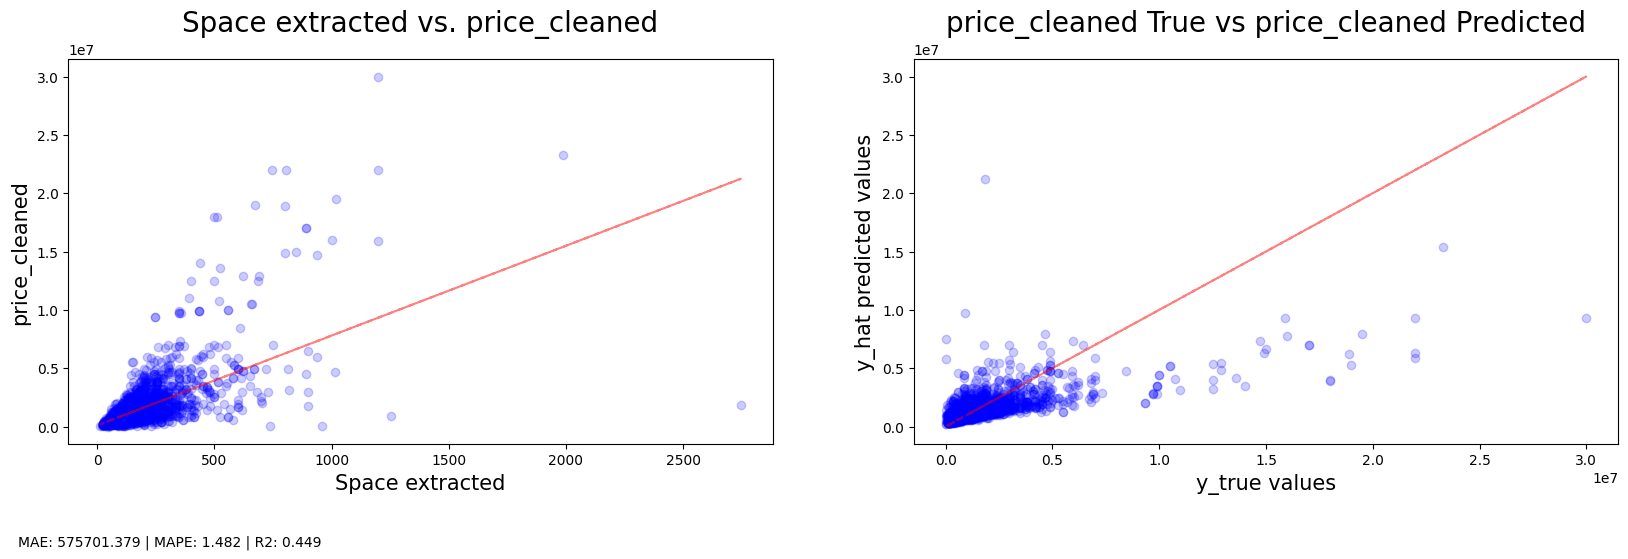 Space extracted vs. price_cleaned
1e7
3.0
2.5
2.0
1.5
1.0
0.5
0.0
price_cleaned
0
500
1000
1500
2000
2500
Space extracted
price_cleaned True vs price_cleaned Predicted
1e7
3.0
2.5
2.0
1.5
1.0
0.5
0.0
y_hat predicted values
0.0
0.5
1.0
1.5
2.0
2.5
3.0
1e7
y_true values
MAE: 575701.379 | MAPE: 1.482 | R2: 0.449